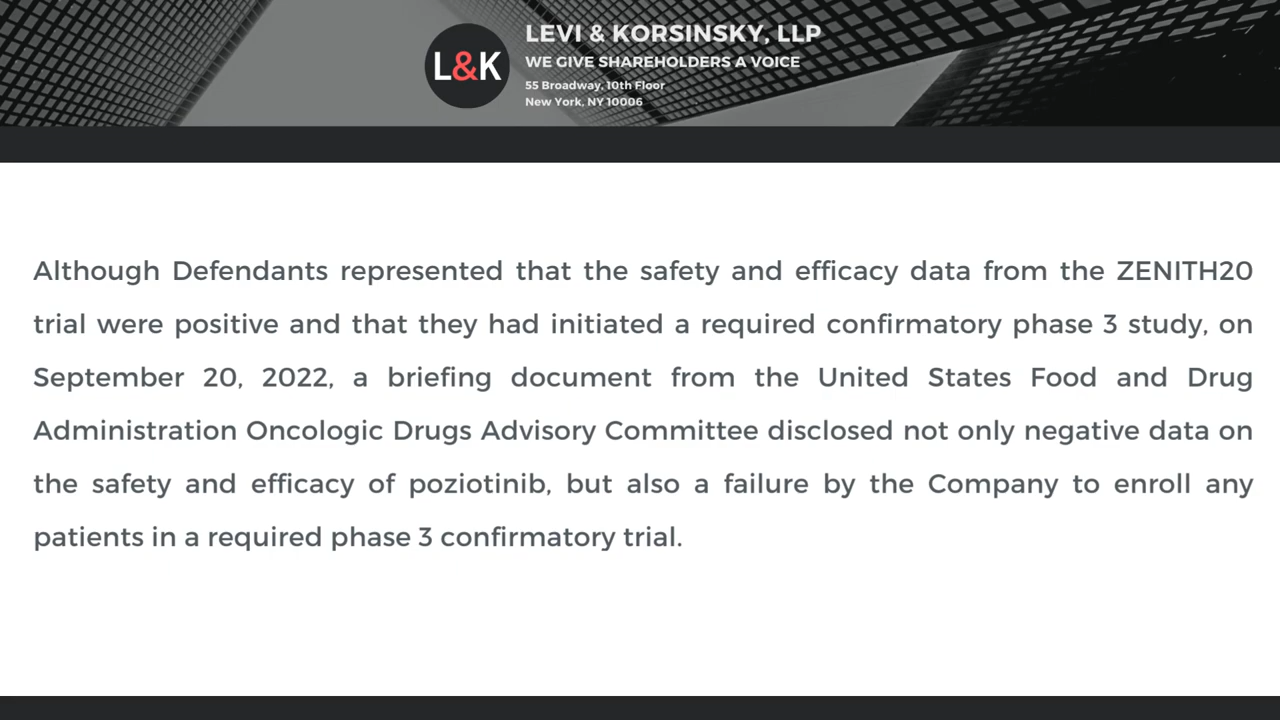 L&K
LEVI & KORSINSKY, LLP
WE GIVE SHAREHOLDERS A VOICE
55 Broadway, 10th Floor
New York, NY 10006
Although Defendants represented that the safety and efficacy data from the ZENITH20
trial were positive and that they had initiated a required confirmatory phase 3 study, on
September 20, 2022, a briefing document from the United States Food and Drug
Administration Oncologic Drugs Advisory Committee disclosed not only negative data on
the safety and efficacy of poziotinib, but also a failure by the Company to enroll any
patients in a required phase 3 confirmatory trial.